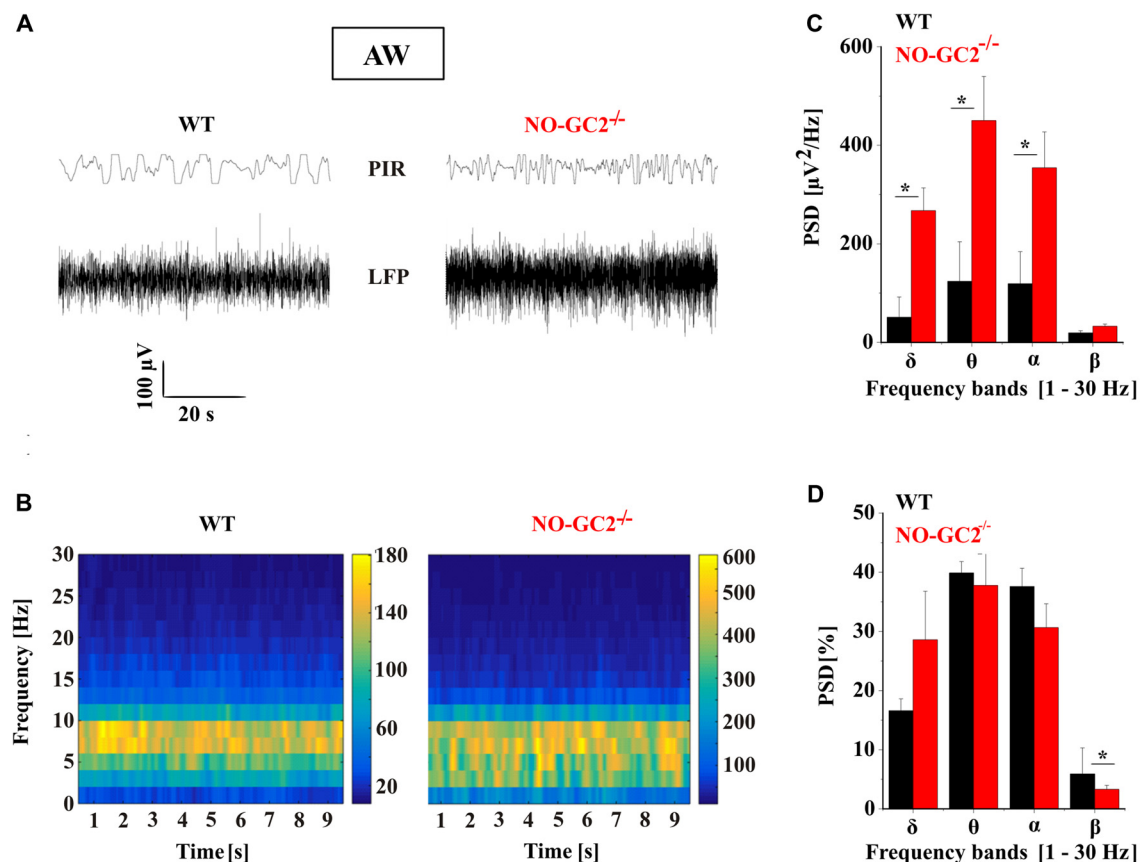 A
AW
WT
NO-GC2-/-
PIR
LFP
100 µV
20 s
B
WT
NO-GC2-/-
Frequency [Hz]
30
25
20
15
10
5
0
1 2 3 4 5 6 7 8 9
Time [s]
180
140
100
60
20
1 2 3 4 5 6 7 8 9
Time [s]
600
500
400
300
200
100
C
WT
NO-GC2-/-
PSD [µV2/Hz]
600
400
200
0
* * *
δ θ α β
Frequency bands [1 - 30 Hz]
D
WT
NO-GC2-/-
PSD [%]
50
40
30
20
10
0
*
δ θ α β
Frequency bands [1 - 30 Hz]